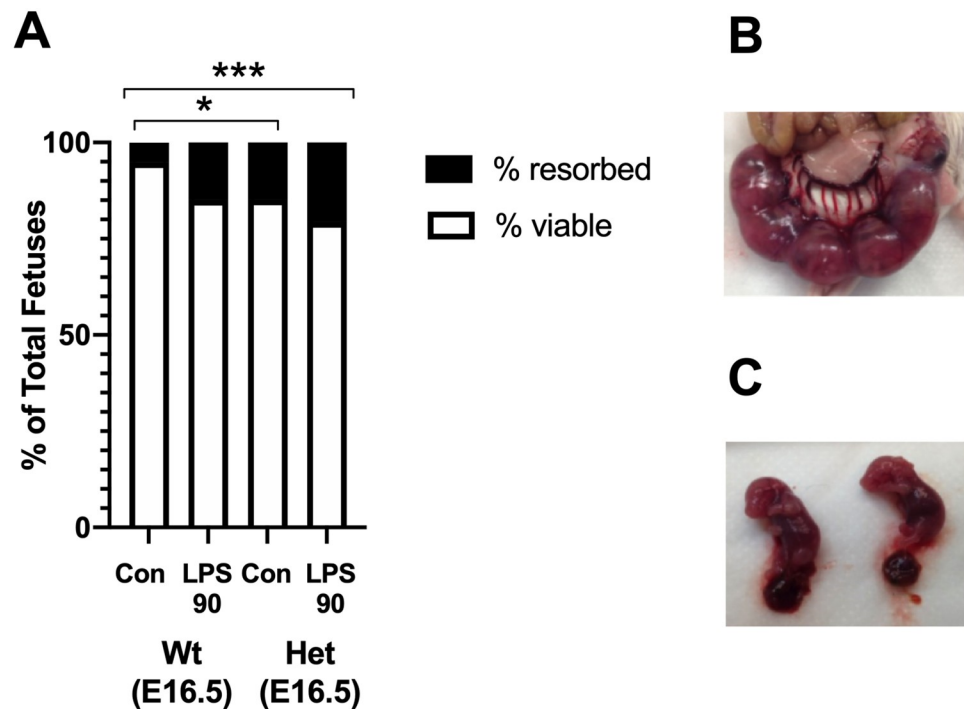 A
B
***
*
100
50
0
% of Total Fetuses
% resorbed
% viable
Con
LPS
90
Con
LPS
90
Wt
(E16.5)
Het
(E16.5)
C